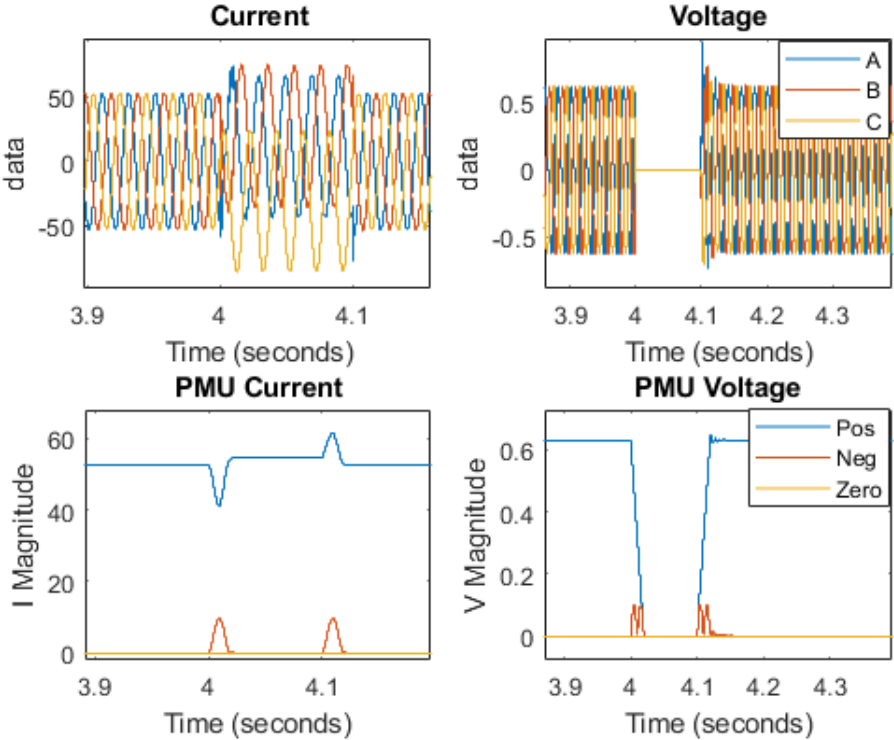 Current
data
50
0
-50
3.9
4
4.1
Time (seconds)
Voltage
data
0.5
0
-0.5
3.9
4
4.1
4.2
4.3
Time (seconds)
A
B
C
PMU Current
I Magnitude
60
40
20
0
3.9
4
4.1
Time (seconds)
PMU Voltage
V Magnitude
0.6
0.4
0.2
0
3.9
4
4.1
4.2
4.3
Time (seconds)
Pos
Neg
Zero